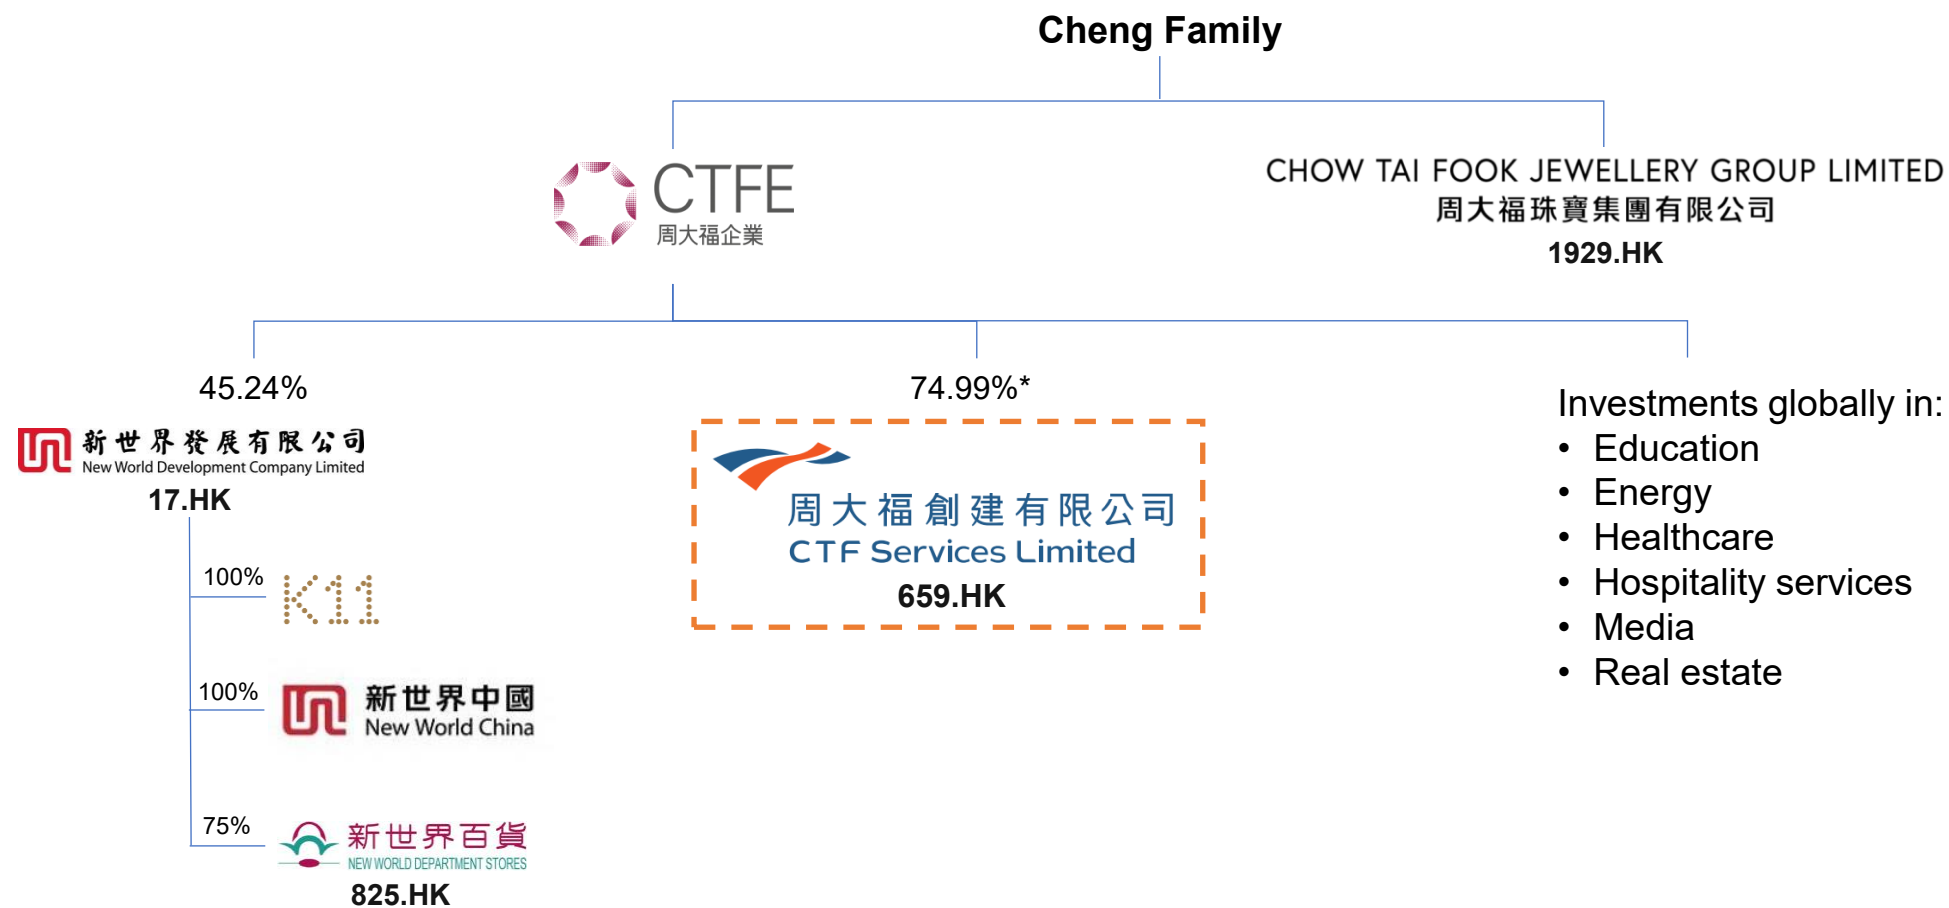 Cheng Family
CTFE
周大福企業
CHOW TAI FOOK JEWELLERY GROUP LIMITED
周大福珠寶集團有限公司
1929.HK
45.24%
新世界發展有限公司
New World Development Company Limited
17.HK
100%
K11
100%
新世界中國
New World China
75%
新世界百貨
NEW WORLD DEPARTMENT STORES
825.HK
74.99%*
周大福創建有限公司
CTF Services Limited
659.HK
Investments globally in:
• Education
• Energy
• Healthcare
• Hospitality services
• Media
• Real estate